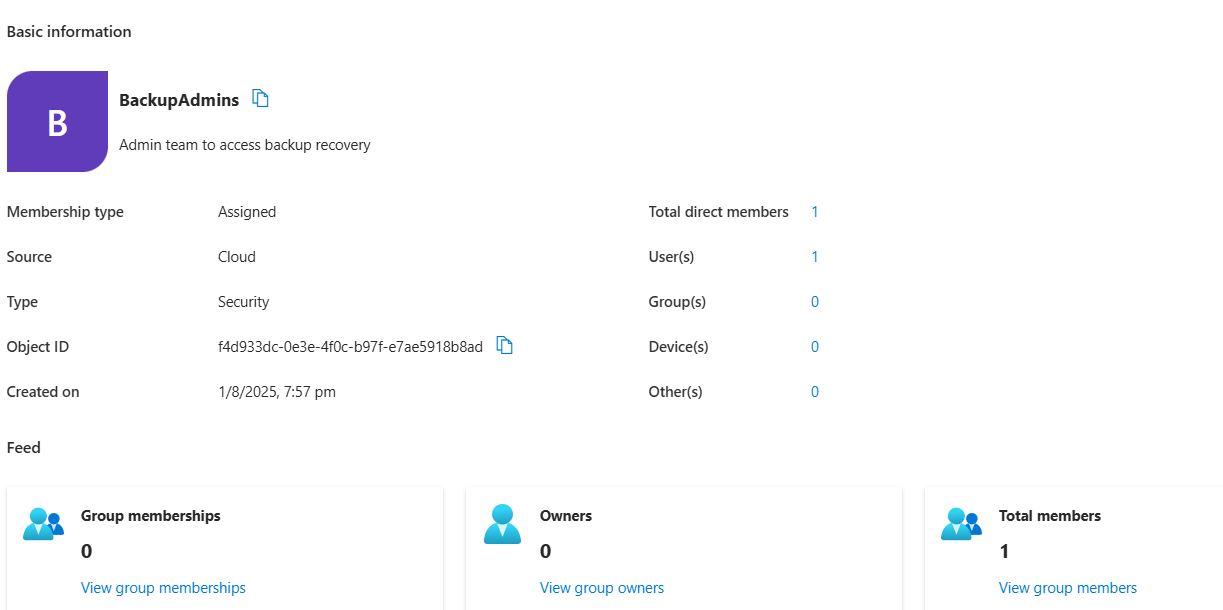 Basic information
B
BackupAdmins
Admin team to access backup recovery
Membership type Assigned Total direct members 1
Source Cloud User(s) 1
Type Security Group(s) 0
Object ID f4d933dc-0e3e-4f0c-b97f-e7ae5918b8ad Device(s) 0
Created on 1/8/2025, 7:57 pm Other(s) 0
Feed
Group memberships Owners Total members
0 0 1
View group memberships View group owners View group members